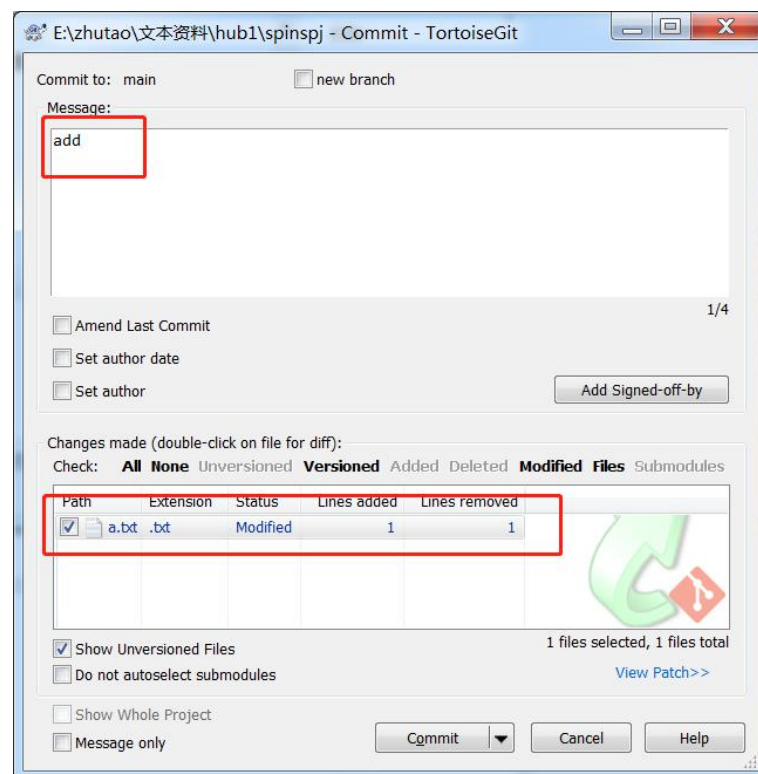 E:\zhutao\文本资料\hub1\spinspj - Commit - TortoiseGit
Commit to: main new branch
Message:
add
1/4
Amend Last Commit
Set author date
Set author Add Signed-off-by
Changes made (double-click on file for diff):
Check: All None Unversioned Versioned Added Deleted Modified Files Submodules
Path Extension Status Lines added Lines removed
a.txt .txt Modified 1 1
Show Unversioned Files 1 files selected, 1 files total
Do not autoselect submodules View Patch>>
Show Whole Project
Message only Commit Cancel Help